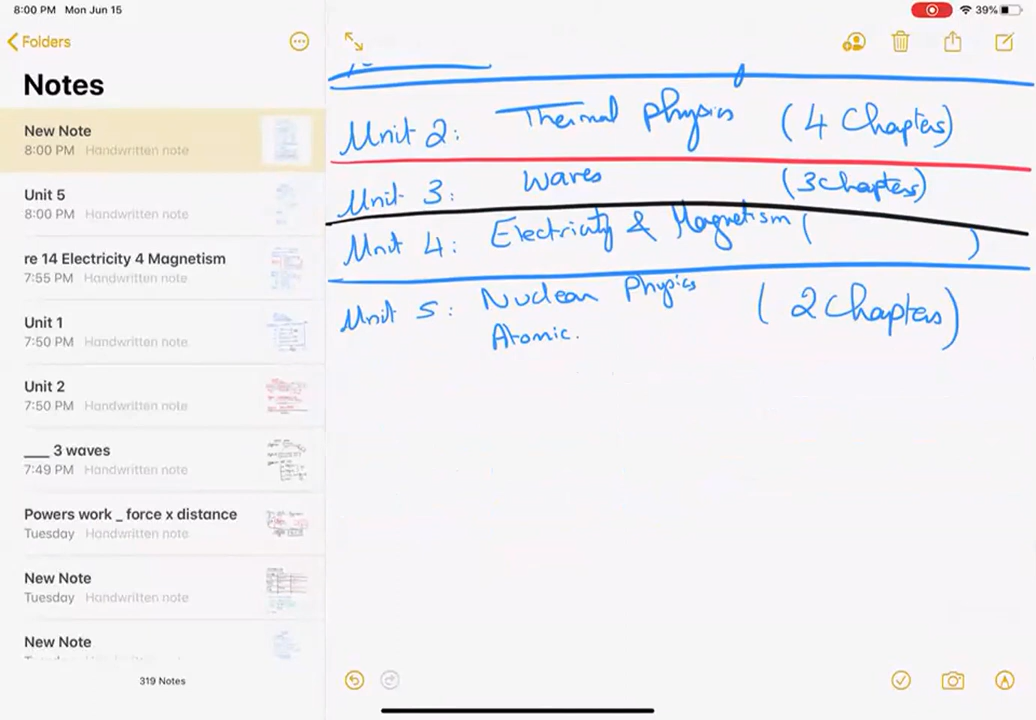 8:00 PM Mon Jun 15
39%
Folders
Notes
New Note
8:00 PM Handwritten note
Unit 5
8:00 PM Handwritten note
re 14 Electricity 4 Magnetism
7:55 PM Handwritten note
Unit 1
7:50 PM Handwritten note
Unit 2
7:50 PM Handwritten note
___ 3 waves
7:49 PM Handwritten note
Powers work _ force x distance
Tuesday Handwritten note
New Note
Tuesday Handwritten note
New Note
319 Notes
Unit 2: Thermal physics (4 Chapters)
Unit 3: Waves (3 Chapters)
Unit 4: Electricity & Magnetism ( )
Unit 5: Nuclear Physics (2 Chapters)
Atomic.